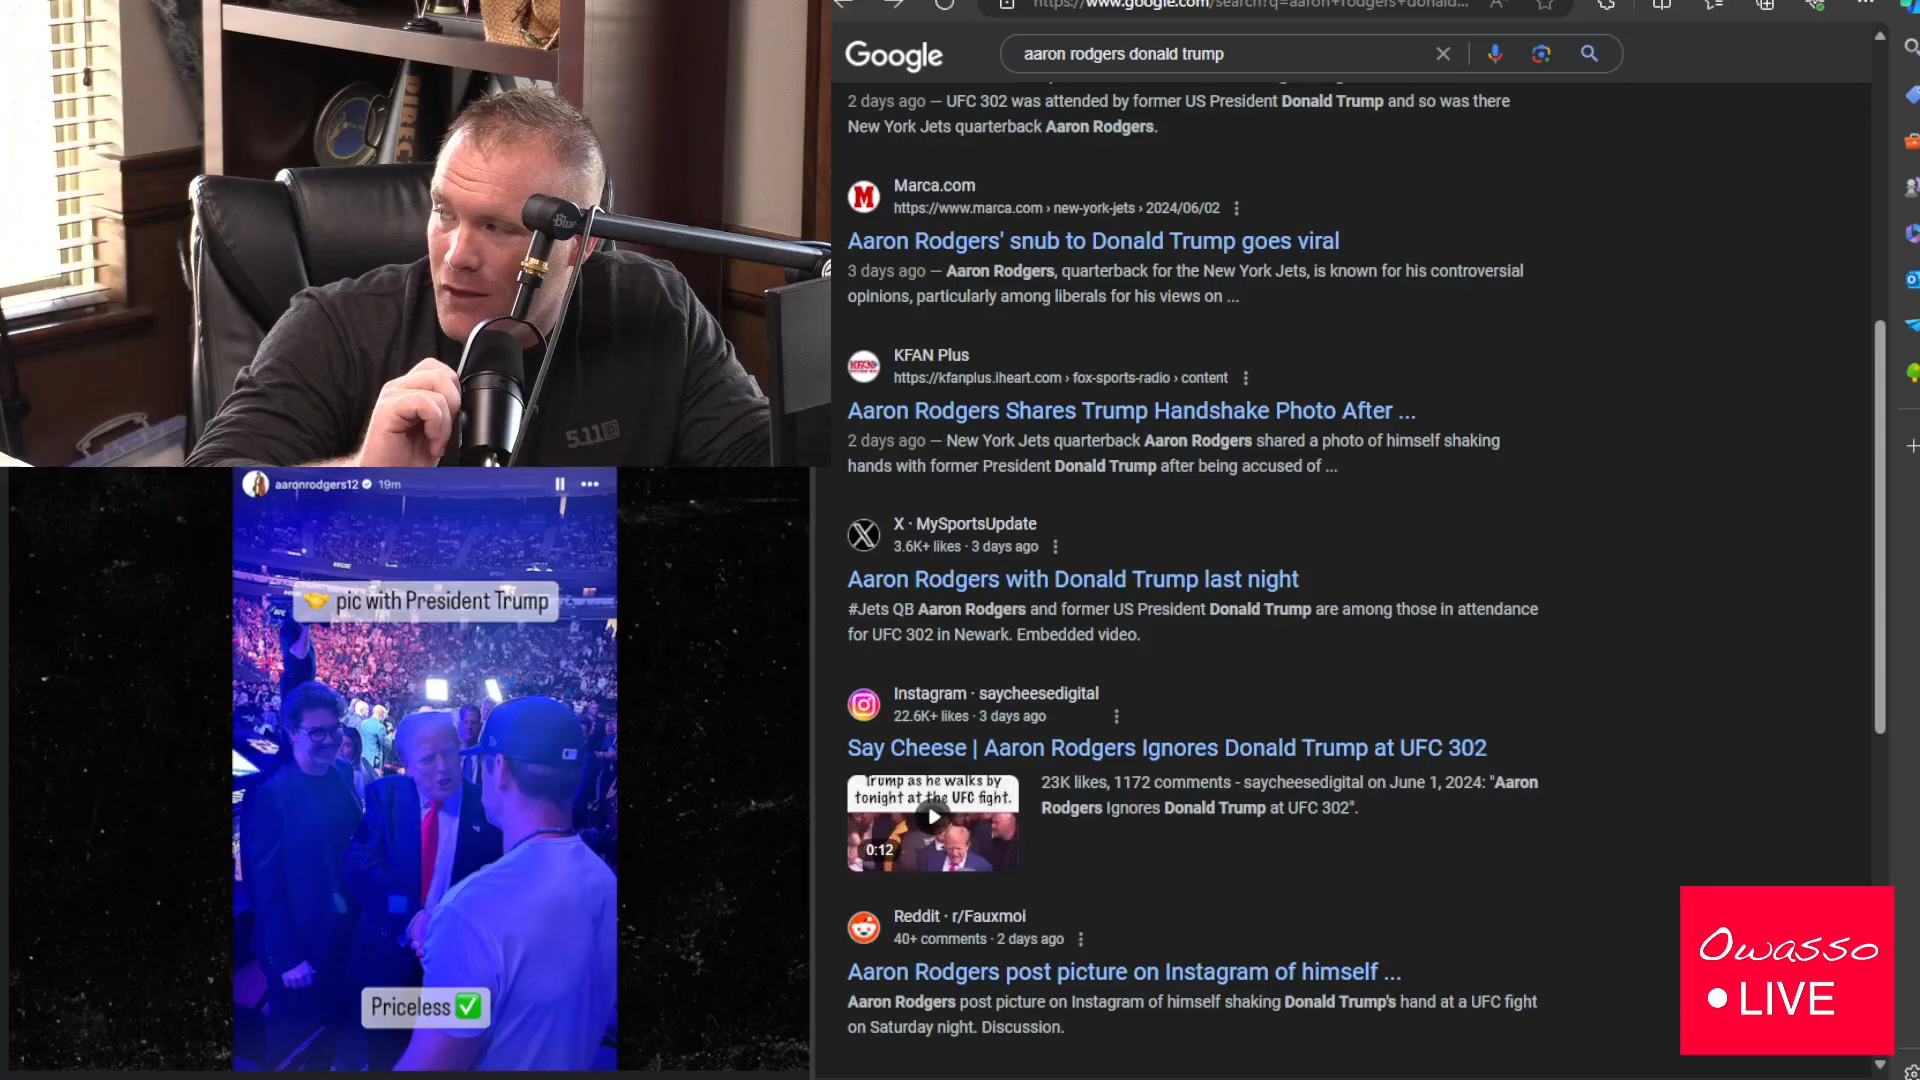 https://www.google.com/search?q=aaron+rodgers+donald...
Google
aaron rodgers donald trump
2 days ago — UFC 302 was attended by former US President Donald Trump and so was there
New York Jets quarterback Aaron Rodgers.
Marca.com
https://www.marca.com › new-york-jets › 2024/06/02
Aaron Rodgers' snub to Donald Trump goes viral
3 days ago — Aaron Rodgers, quarterback for the New York Jets, is known for his controversial
opinions, particularly among liberals for his views on ...
KFAN Plus
https://kfanplus.iheart.com › fox-sports-radio › content
Aaron Rodgers Shares Trump Handshake Photo After ...
2 days ago — New York Jets quarterback Aaron Rodgers shared a photo of himself shaking
hands with former President Donald Trump after being accused of ...
X · MySportsUpdate
3.6K+ likes · 3 days ago
Aaron Rodgers with Donald Trump last night
#Jets QB Aaron Rodgers and former US President Donald Trump are among those in attendance
for UFC 302 in Newark. Embedded video.
Instagram · saycheesedigital
22.6K+ likes · 3 days ago
Say Cheese | Aaron Rodgers Ignores Donald Trump at UFC 302
Trump as he walks by
tonight at the UFC fight.
0:12
23K likes, 1172 comments - saycheesedigital on June 1, 2024: "Aaron
Rodgers Ignores Donald Trump at UFC 302".
Reddit · r/Fauxmoi
40+ comments · 2 days ago
Aaron Rodgers post picture on Instagram of himself ...
Aaron Rodgers post picture on Instagram of himself shaking Donald Trump's hand at a UFC fight
on Saturday night. Discussion.
DIREC
Blue
5.11
aaronrodgers12 19m
🤝 pic with President Trump
Priceless ✅
Owasso
LIVE